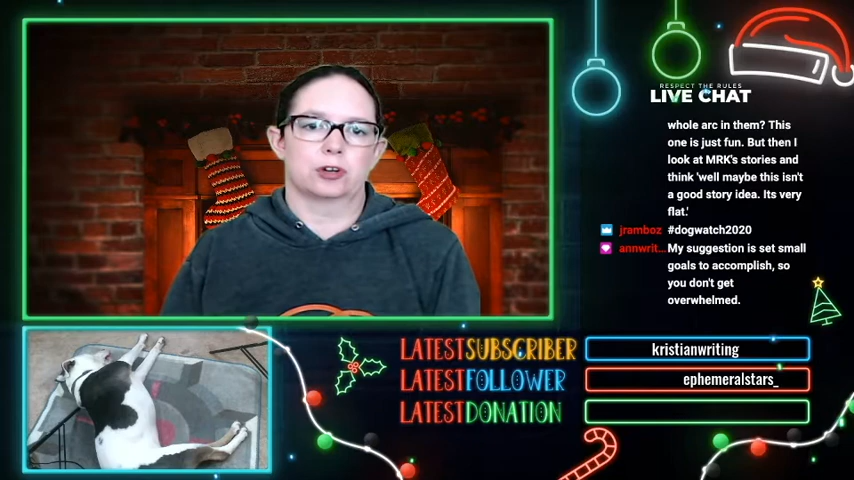 RESPECT THE RULES
LIVE CHAT
whole arc in them? This
one is just fun. But then I
look at MRK's stories and
think 'well maybe this isn't
a good story idea. Its very
flat.'
jramboz #dogwatch2020
annwrit... My suggestion is set small
goals to accomplish, so
you don't get
overwhelmed.
LATESTSUBSCRIBER kristianwriting
LATESTFOLLOWER ephemeralstars_
LATESTDONATION